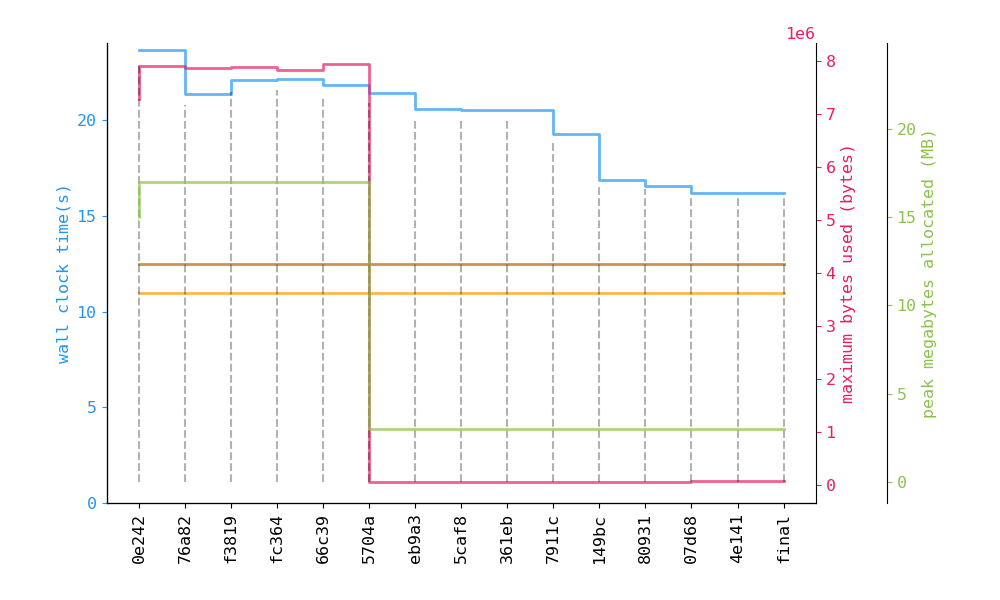 1e6
20
15
10
5
0
wall clock time(s)
8
7
6
5
4
3
2
1
0
maximum bytes used (bytes)
20
15
10
5
0
peak megabytes allocated (MB)
0e242
76a82
f3819
fc364
66c39
5704a
eb9a3
5caf8
361eb
7911c
149bc
80931
07d68
4e141
final